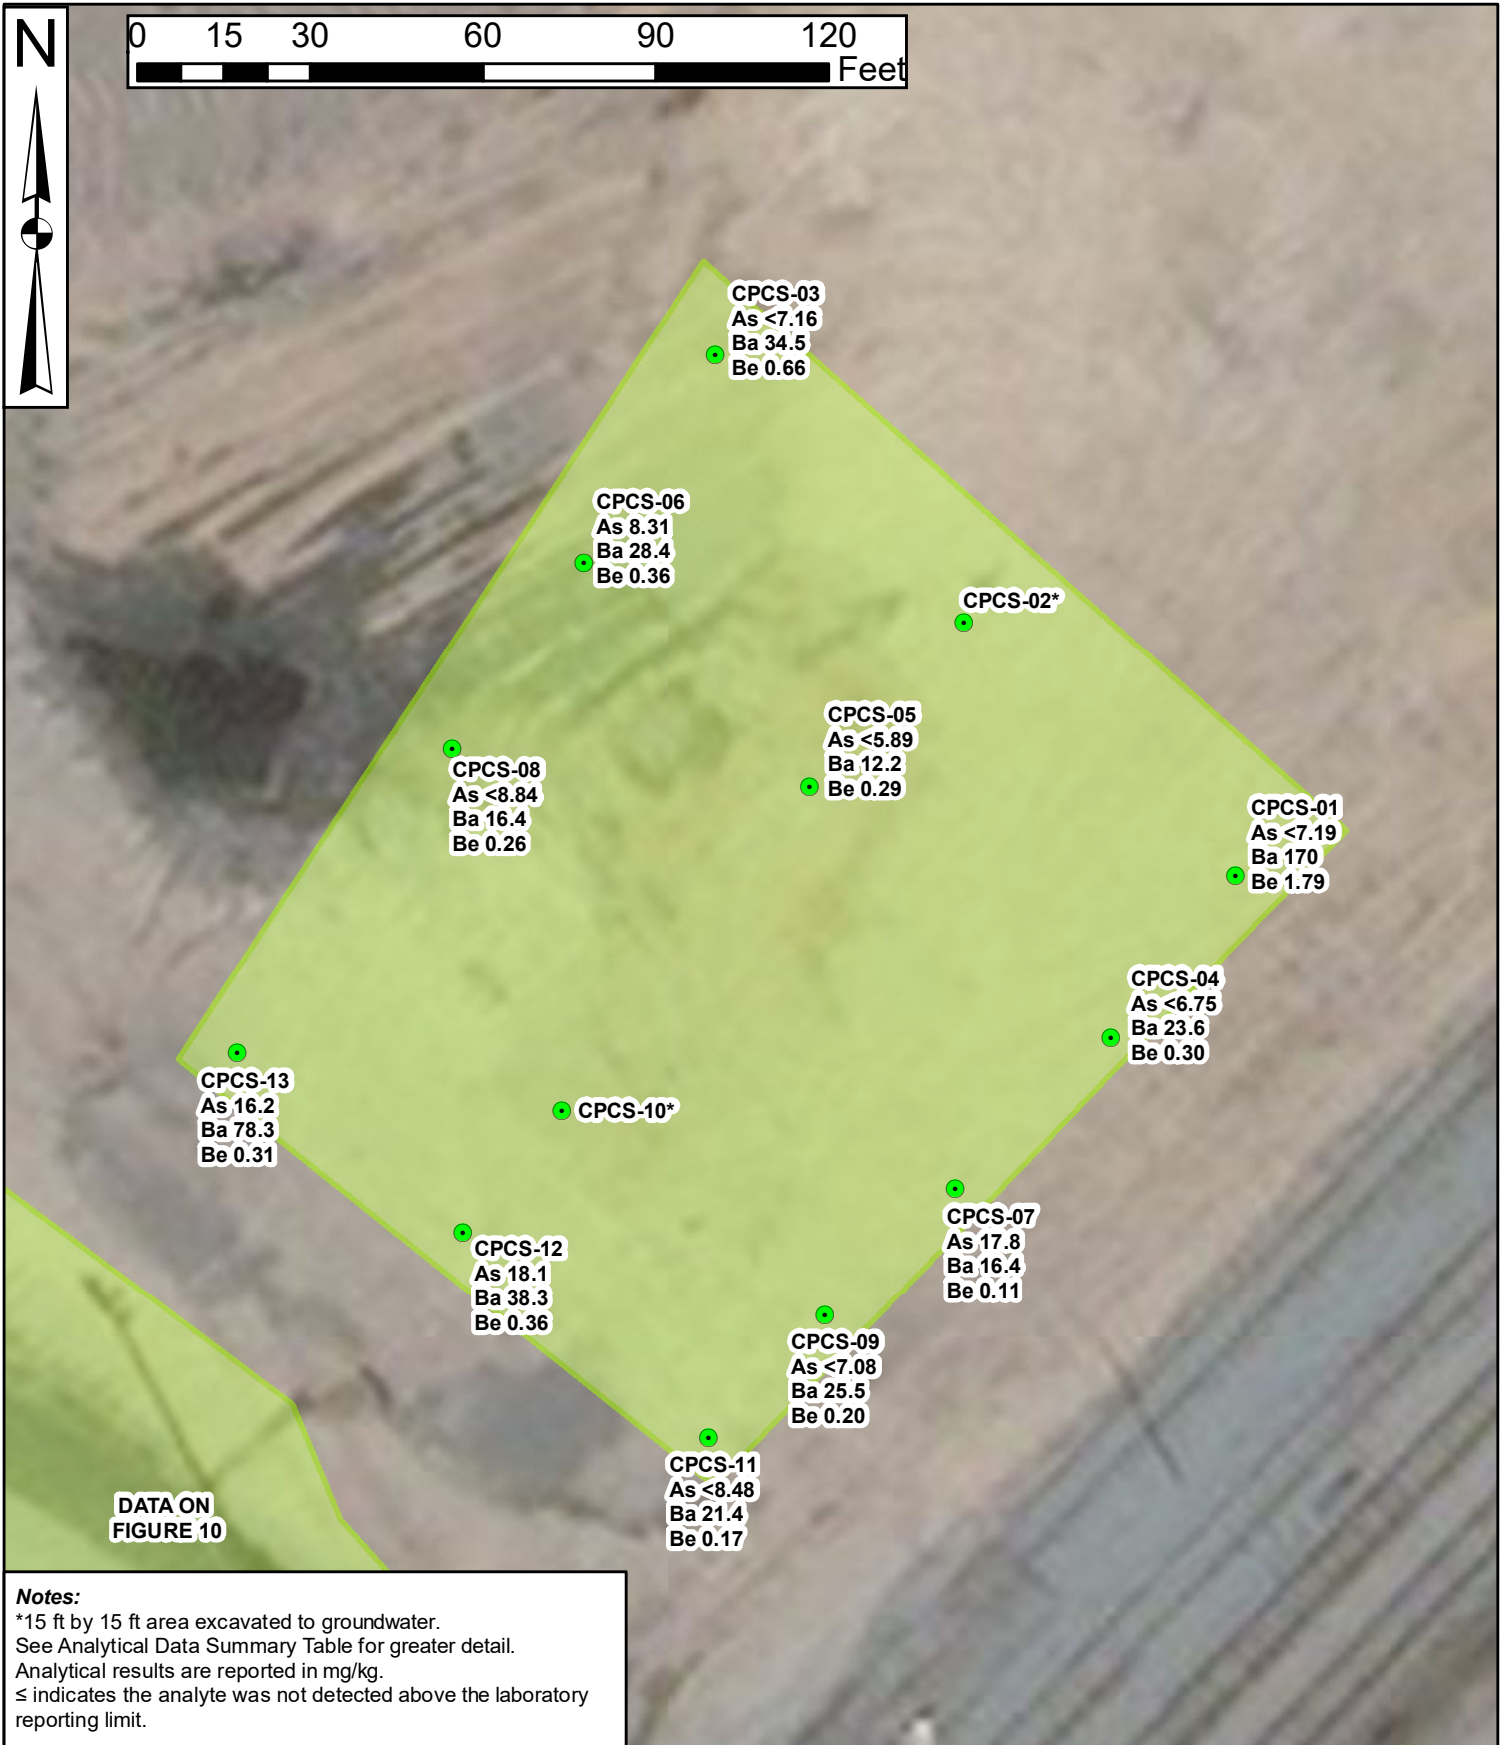 N
0 15 30 60 90 120
Feet
CPCS-03
As <7.16
Ba 34.5
Be 0.66
CPCS-06
As 8.31
Ba 28.4
Be 0.36
CPCS-02*
CPCS-05
As <5.89
Ba 12.2
Be 0.29
CPCS-08
As <8.84
Ba 16.4
Be 0.26
CPCS-01
As <7.19
Ba 170
Be 1.79
CPCS-04
As <6.75
Ba 23.6
Be 0.30
CPCS-13
As 16.2
Ba 78.3
Be 0.31
CPCS-10*
CPCS-07
As 17.8
Ba 16.4
Be 0.11
CPCS-12
As 18.1
Ba 38.3
Be 0.36
CPCS-09
As <7.08
Ba 25.5
Be 0.20
CPCS-11
As <8.48
Ba 21.4
Be 0.17
DATA ON
FIGURE 10
Notes:
*15 ft by 15 ft area excavated to groundwater.
See Analytical Data Summary Table for greater detail.
Analytical results are reported in mg/kg.
≤ indicates the analyte was not detected above the laboratory
reporting limit.